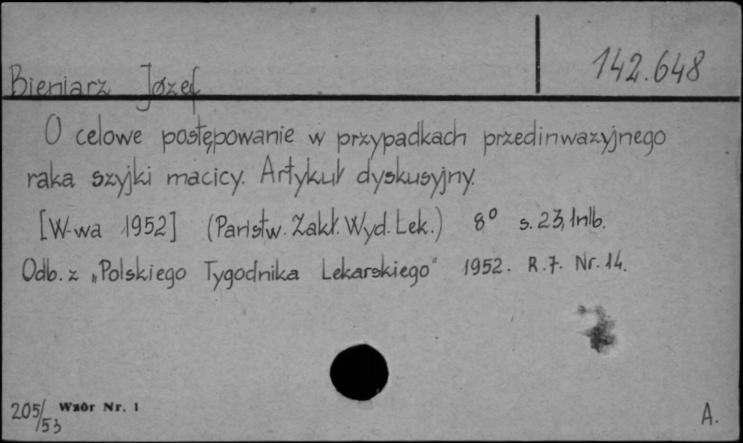 142.648
Bieniarz Józef
O celowe postępowanie w przypadkach przedinwazyjnego
raka szyjki macicy. Artykuł dyskusyjny.
[W-wa 1952] (Państw. Zakł. Wyd. Lek.) 8° s. 23, 1nlb.
Odb. z „Polskiego Tygodnika Lekarskiego" 1952. R.7. Nr. 14.
205/53 Wzór Nr. 1
A.